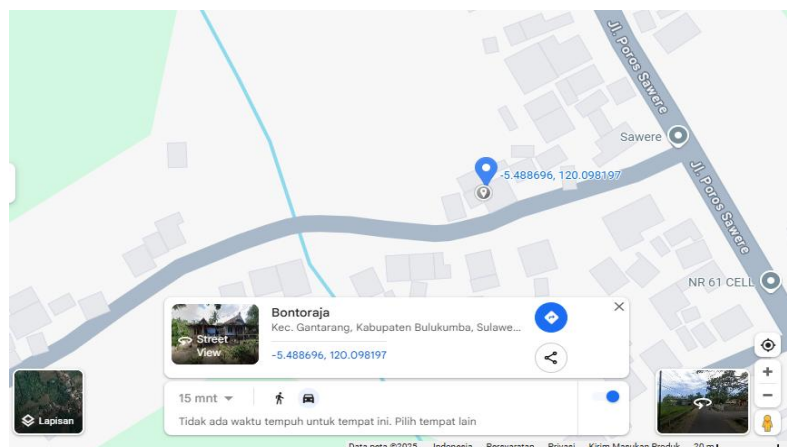 Jl. Poros Sawere
Sawere
-5.488696, 120.098197
Jl. Poros Sawere
NR 61 CELL
Bontoraja
Kec. Gantarang, Kabupaten Bulukumba, Sulawe...
Street View
-5.488696, 120.098197
15 mnt
Tidak ada waktu tempuh untuk tempat ini. Pilih tempat lain
Lapisan
Data peta ©2025 Indonesia Persyaratan Privasi Kirim Masukan Produk 20 m